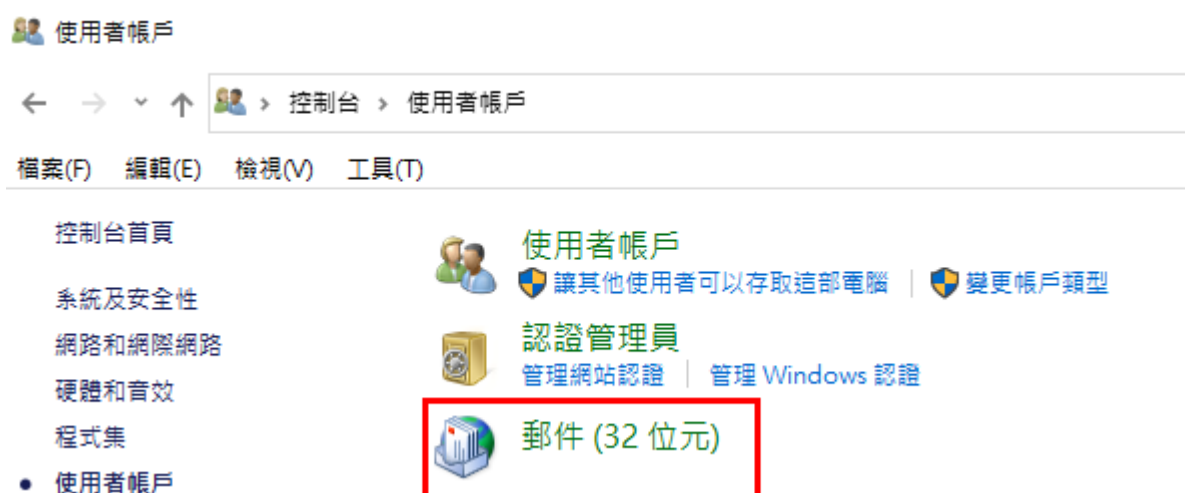 使用者帳戶
控制台 › 使用者帳戶
檔案(F) 編輯(E) 檢視(V) 工具(T)
控制台首頁
系統及安全性
網路和網際網路
硬體和音效
程式集
• 使用者帳戶
使用者帳戶
讓其他使用者可以存取這部電腦 變更帳戶類型
認證管理員
管理網站認證 管理 Windows 認證
郵件 (32 位元)